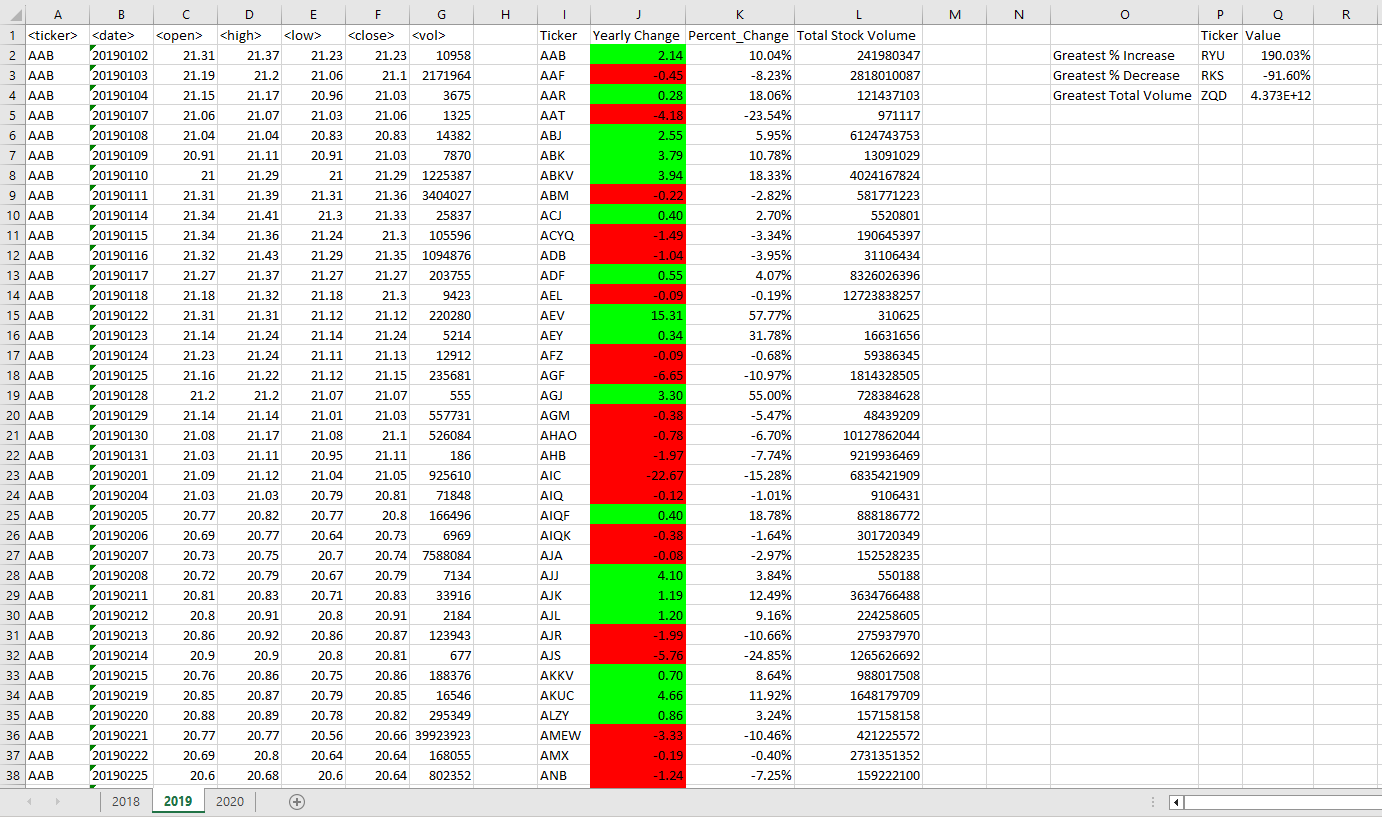 A B C D E F G H I J K L M N O P Q R
1 <ticker> <date> <open> <high> <low> <close> <vol> Ticker Yearly Change Percent_Change Total Stock Volume Ticker Value
2 AAB 20190102 21.31 21.37 21.23 21.23 10958 AAB 2.14 10.04% 241980347 Greatest % Increase RYU 190.03%
3 AAB 20190103 21.19 21.2 21.06 21.1 2171964 AAF -0.45 -8.23% 2818010087 Greatest % Decrease RKS -91.60%
4 AAB 20190104 21.15 21.17 20.96 21.03 3675 AAR 0.28 18.06% 121437103 Greatest Total Volume ZQD 4.373E+12
5 AAB 20190107 21.06 21.07 21.03 21.06 1325 AAT -4.18 -23.54% 971117
6 AAB 20190108 21.04 21.04 20.83 20.83 14382 ABJ 2.55 5.95% 6124743753
7 AAB 20190109 20.91 21.11 20.91 21.03 7870 ABK 3.79 10.78% 13091029
8 AAB 20190110 21 21.29 21 21.29 1225387 ABKV 3.94 18.33% 4024167824
9 AAB 20190111 21.31 21.39 21.31 21.36 3404027 ABM -0.22 -2.82% 581771223
10 AAB 20190114 21.34 21.41 21.3 21.33 25837 ACJ 0.40 2.70% 5520801
11 AAB 20190115 21.34 21.36 21.24 21.3 105596 ACYQ -1.49 -3.34% 190645397
12 AAB 20190116 21.32 21.43 21.29 21.35 1094876 ADB -1.04 -3.95% 31106434
13 AAB 20190117 21.27 21.37 21.27 21.27 203755 ADF 0.55 4.07% 8326026396
14 AAB 20190118 21.18 21.32 21.18 21.3 9423 AEL -0.09 -0.19% 12723838257
15 AAB 20190122 21.31 21.31 21.12 21.12 220280 AEV 15.31 57.77% 310625
16 AAB 20190123 21.14 21.24 21.14 21.24 5214 AEY 0.34 31.78% 16631656
17 AAB 20190124 21.23 21.24 21.11 21.13 12912 AFZ -0.09 -0.68% 59386345
18 AAB 20190125 21.16 21.22 21.12 21.15 235681 AGF -6.65 -10.97% 1814328505
19 AAB 20190128 21.2 21.2 21.07 21.07 555 AGJ 3.30 55.00% 728384628
20 AAB 20190129 21.14 21.14 21.01 21.03 557731 AGM -0.38 -5.47% 48439209
21 AAB 20190130 21.08 21.17 21.08 21.1 526084 AHAO -0.78 -6.70% 10127862044
22 AAB 20190131 21.03 21.11 20.95 21.11 186 AHB -1.97 -7.74% 9219936469
23 AAB 20190201 21.09 21.12 21.04 21.05 925610 AIC -22.67 -15.28% 6835421909
24 AAB 20190204 21.03 21.03 20.79 20.81 71848 AIQ -0.12 -1.01% 9106431
25 AAB 20190205 20.77 20.82 20.77 20.8 166496 AIQF 0.40 18.78% 888186772
26 AAB 20190206 20.69 20.77 20.64 20.73 6969 AIQK -0.38 -1.64% 301720349
27 AAB 20190207 20.73 20.75 20.7 20.74 7588084 AJA -0.08 -2.97% 152528235
28 AAB 20190208 20.72 20.79 20.67 20.79 7134 AJJ 4.10 3.84% 550188
29 AAB 20190211 20.81 20.83 20.71 20.83 33916 AJK 1.19 12.49% 3634766488
30 AAB 20190212 20.8 20.91 20.8 20.91 2184 AJL 1.20 9.16% 224258605
31 AAB 20190213 20.86 20.92 20.86 20.87 123943 AJR -1.99 -10.66% 275937970
32 AAB 20190214 20.9 20.9 20.8 20.81 677 AJS -5.76 -24.85% 1265626692
33 AAB 20190215 20.76 20.86 20.75 20.86 188376 AKKV 0.70 8.64% 988017508
34 AAB 20190219 20.85 20.87 20.79 20.85 16546 AKUC 4.66 11.92% 1648179709
35 AAB 20190220 20.88 20.89 20.78 20.82 295349 ALZY 0.86 3.24% 157158158
36 AAB 20190221 20.77 20.77 20.56 20.66 39923923 AMEW -3.33 -10.46% 421225572
37 AAB 20190222 20.69 20.8 20.64 20.64 168055 AMX -0.19 -0.40% 2731351352
38 AAB 20190225 20.6 20.68 20.6 20.64 802352 ANB -1.24 -7.25% 159222100
2018 2019 2020